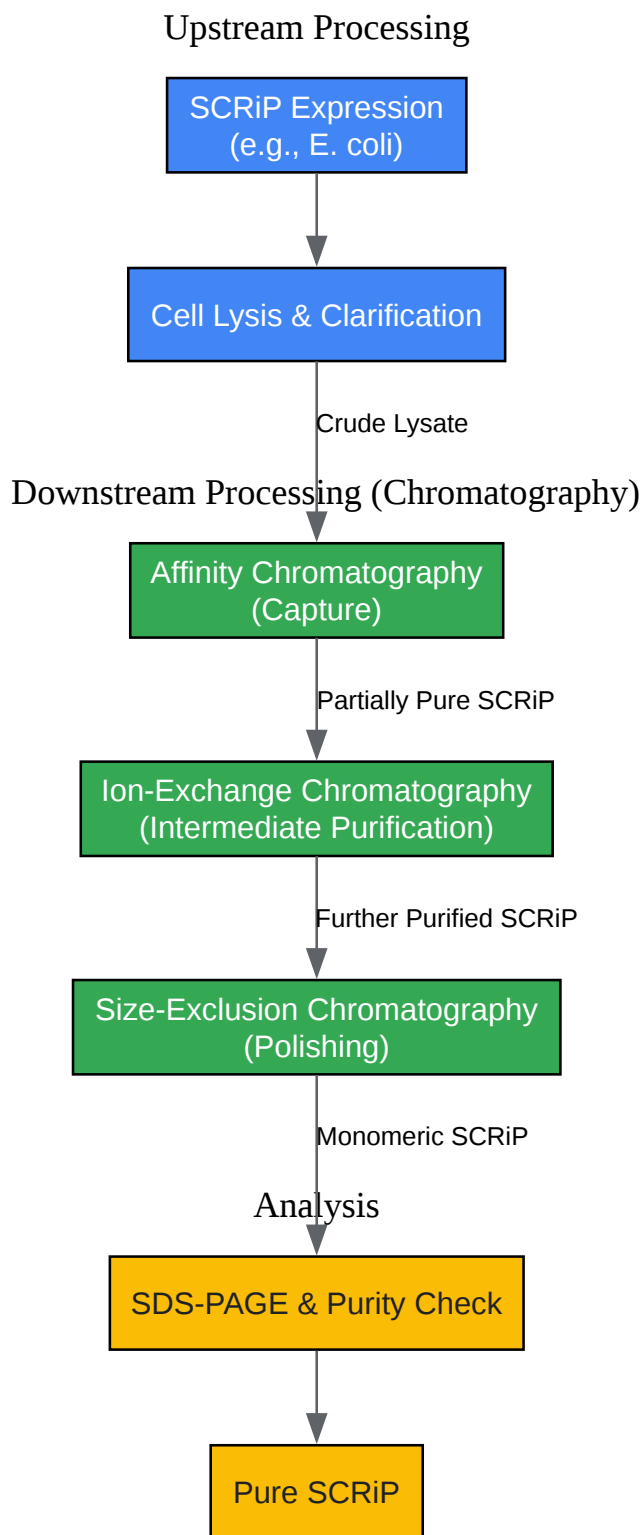 Upstream Processing
SCRiP Expression
(e.g., E. coli)
Cell Lysis & Clarification
Crude Lysate
Downstream Processing (Chromatography)
Affinity Chromatography
(Capture)
Partially Pure SCRiP
Ion-Exchange Chromatography
(Intermediate Purification)
Further Purified SCRiP
Size-Exclusion Chromatography
(Polishing)
Monomeric SCRiP
Analysis
SDS-PAGE & Purity Check
Pure SCRiP